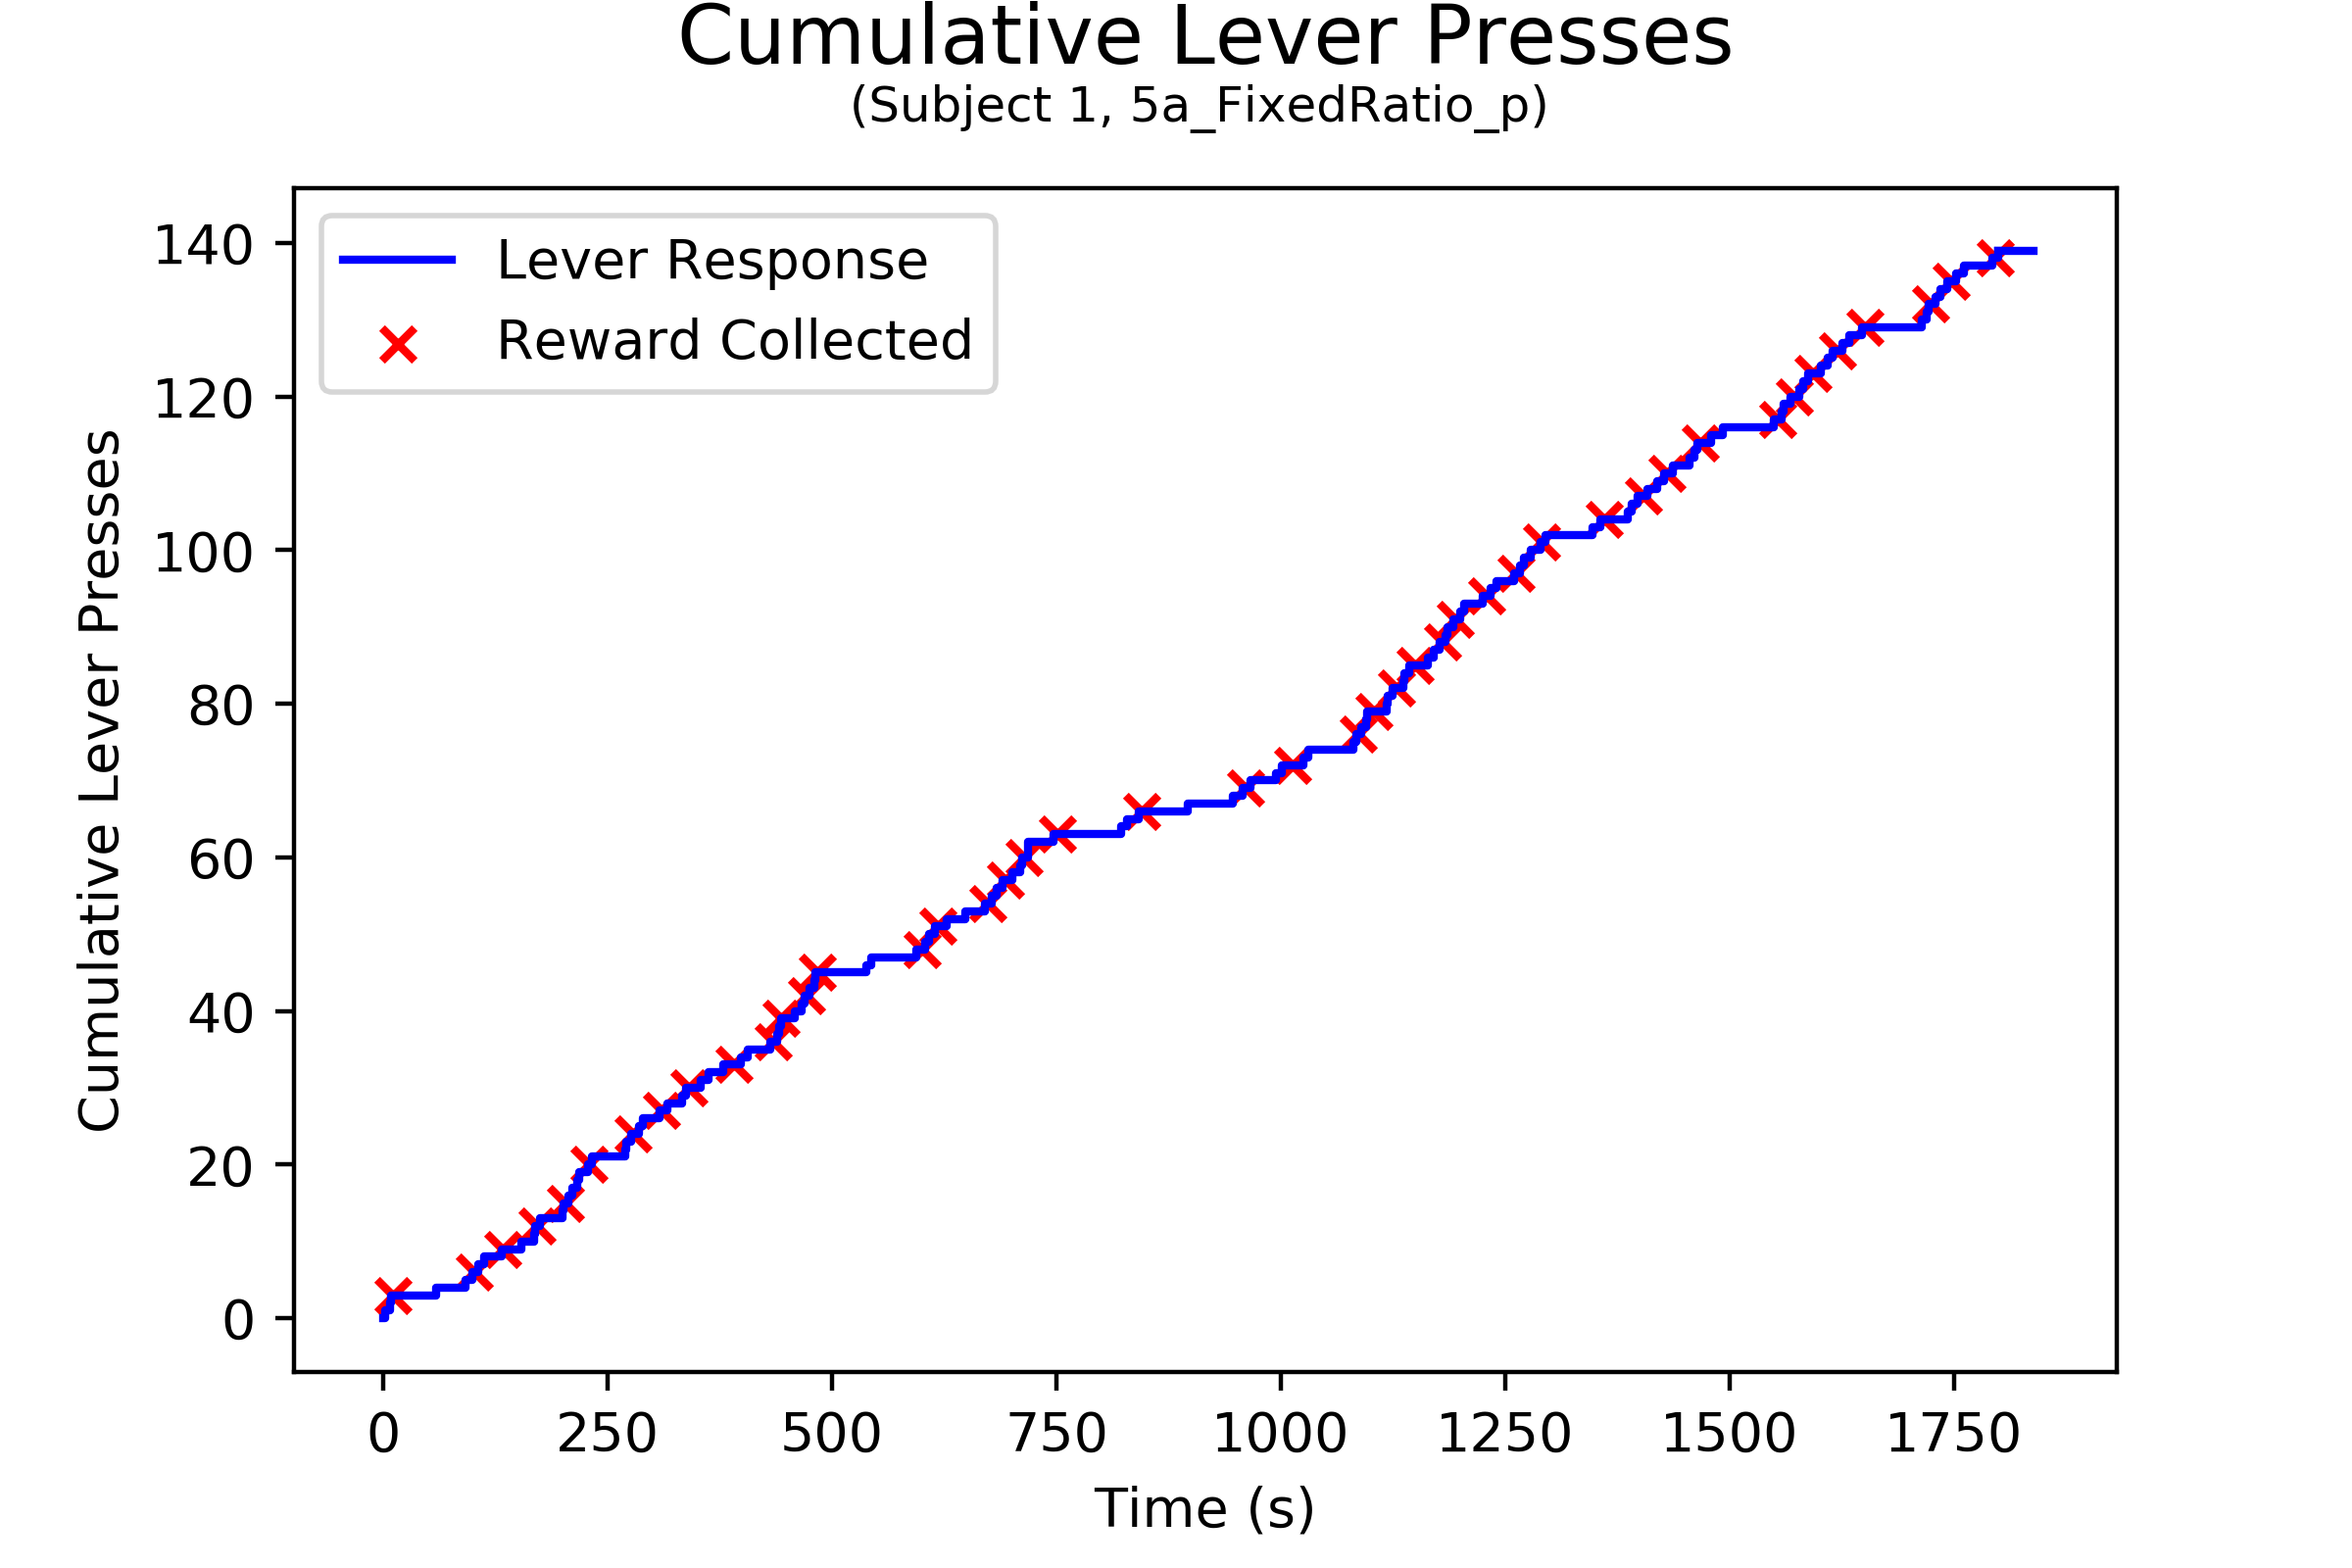 Cumulative Lever Presses
(Subject 1, 5a_FixedRatio_p)
Lever Response
Reward Collected
Cumulative Lever Presses
140
120
100
80
60
40
20
0
0 250 500 750 1000 1250 1500 1750
Time (s)